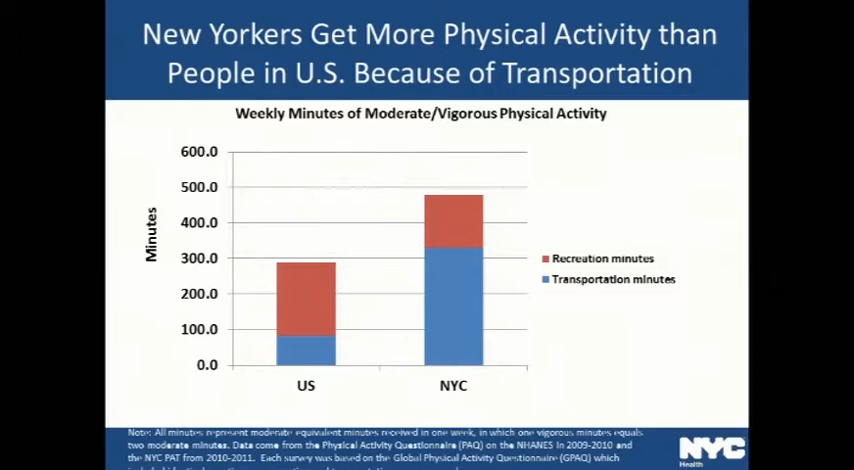 New Yorkers Get More Physical Activity than
People in U.S. Because of Transportation
Weekly Minutes of Moderate/Vigorous Physical Activity
600.0
500.0
400.0
300.0
200.0
100.0
0.0
Minutes
US
NYC
Recreation minutes
Transportation minutes
Note: All minutes represent moderate equivalent minutes received in one week, in which one vigorous minutes equals
two moderate minutes. Data come from the Physical Activity Questionnaire (PAQ) on the NHANES in 2009-2010 and
the NYC PAT from 2010-2011. Each survey was based on the Global Physical Activity Questionnaire (GPAQ) which
NYC
Health